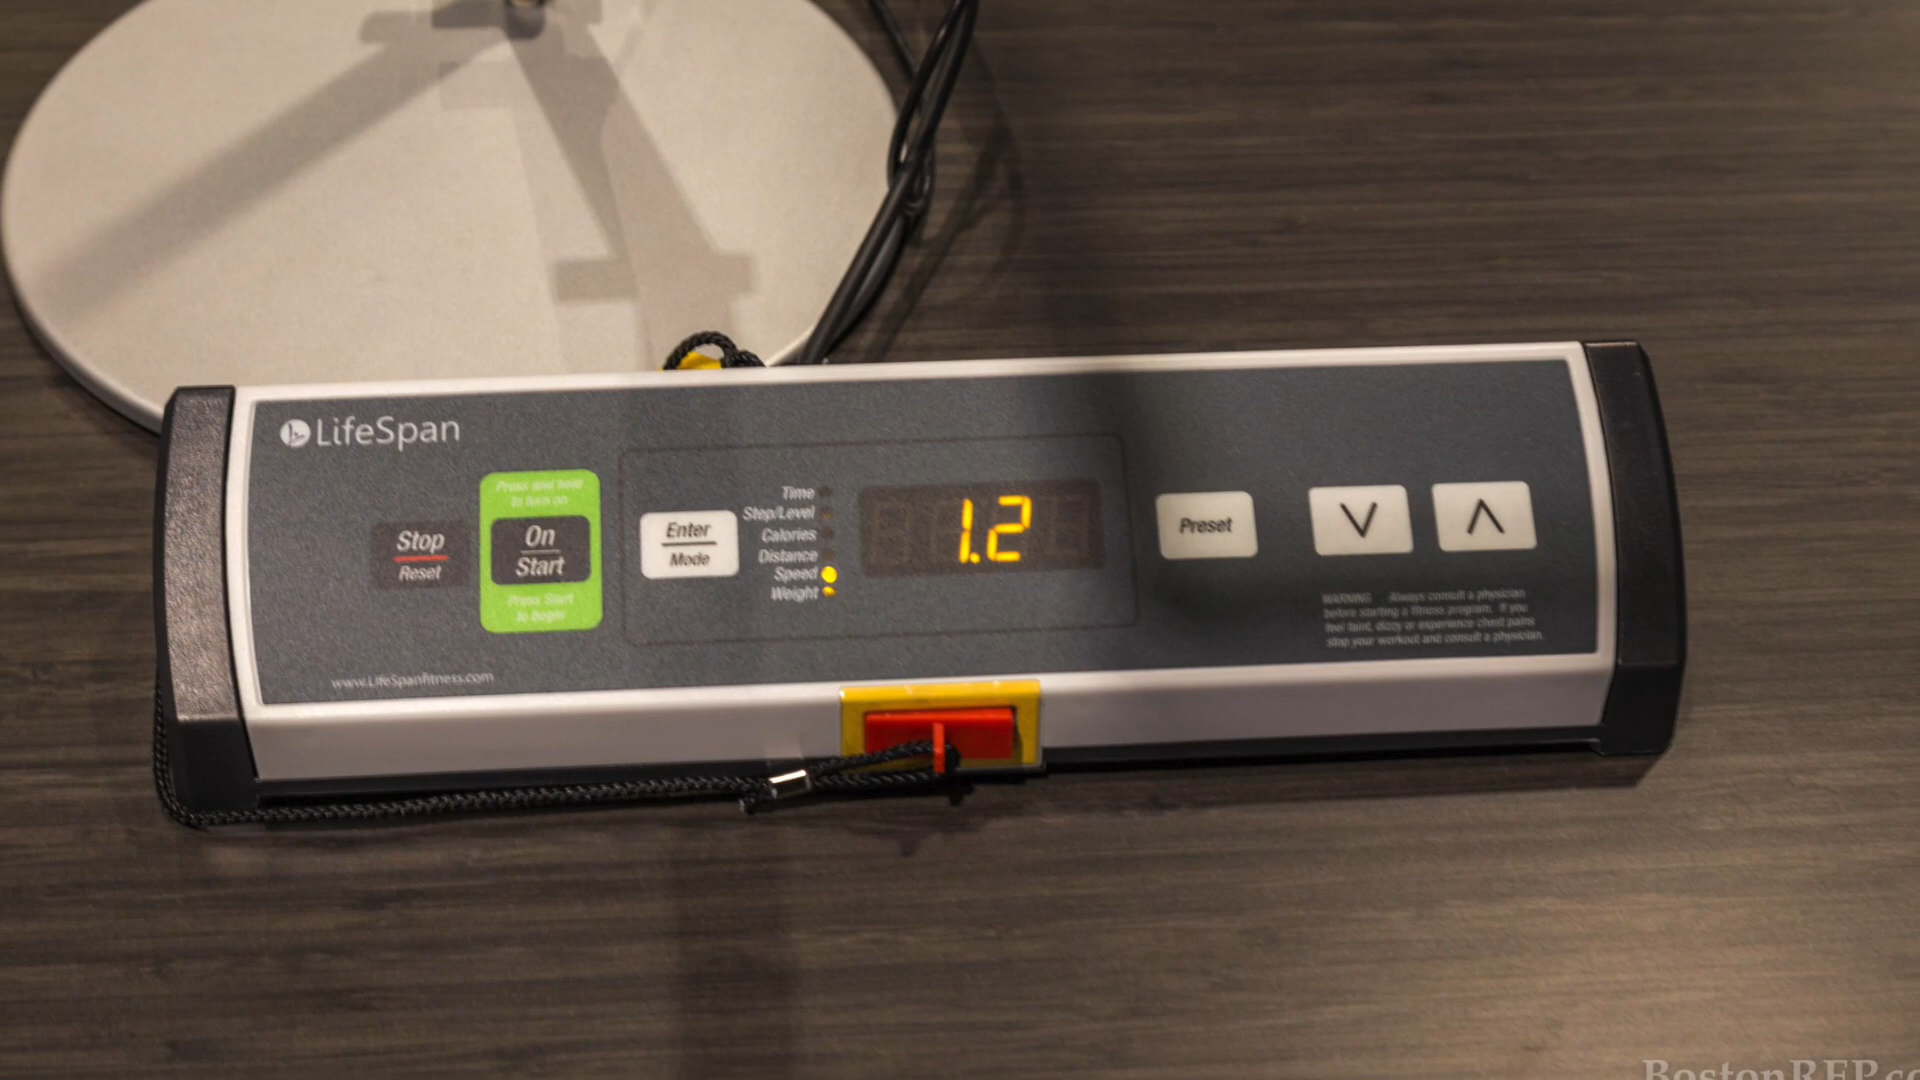 LifeSpan
Press and hold
to turn on
Stop
Reset
On
Start
Press Start
to begin
Enter
Mode
Time
Step/Level
Calories
Distance
Speed
Weight
1.2
Preset
WARNING: Always consult a physician
before starting a fitness program. If you
feel faint, dizzy or experience chest pains
stop your workout and consult a physician.
www.LifeSpanfitness.com
BostonREP.co